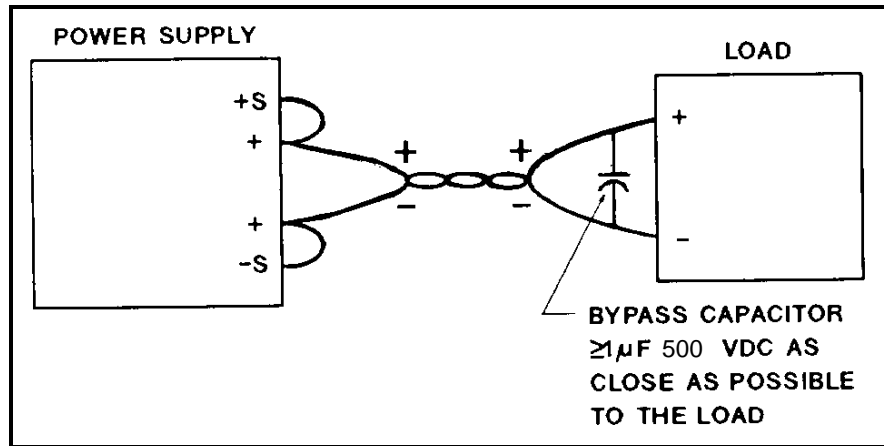 POWER SUPPLY
LOAD
+S
+
+
-S
+
-
+
-
+
-
BYPASS CAPACITOR
≥1µF 500 VDC AS
CLOSE AS POSSIBLE
TO THE LOAD